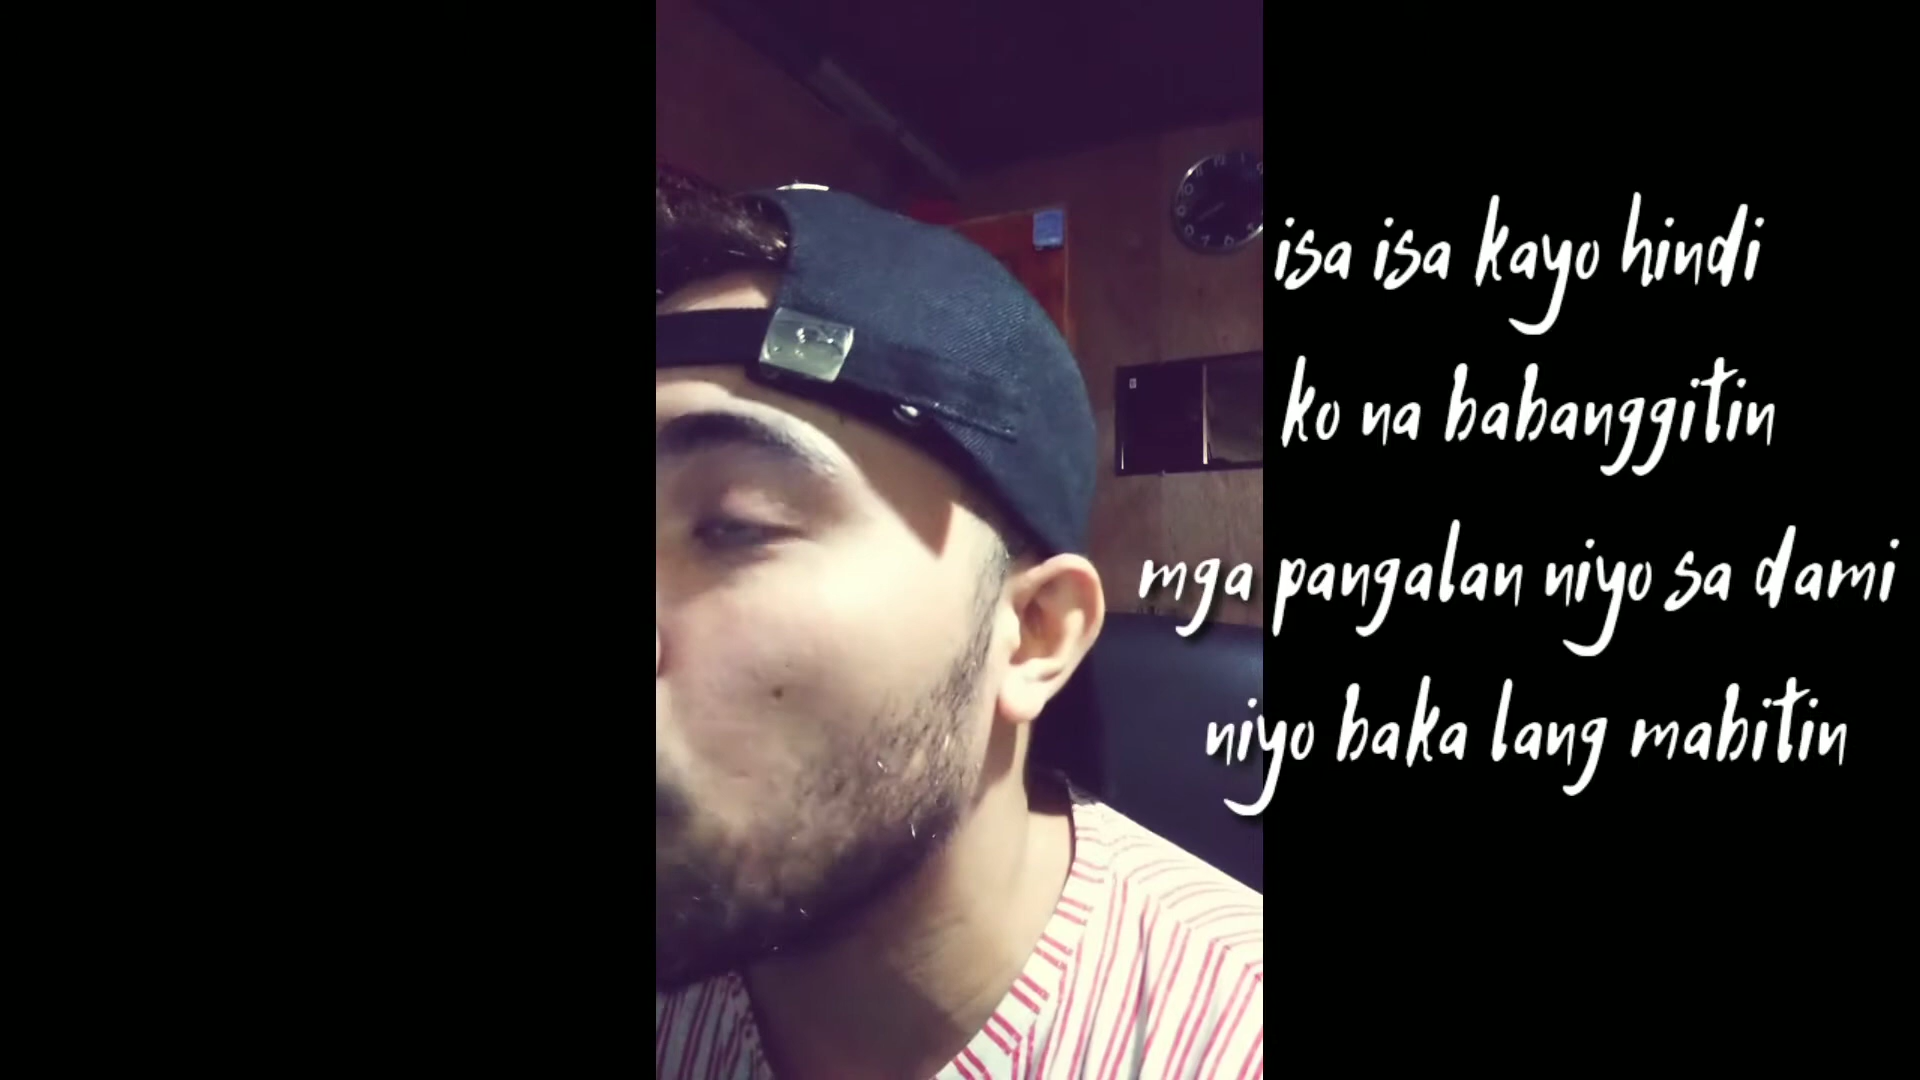 isa isa kayo hindi
ko na babanggitin
mga pangalan niyo sa dami
niyo baka lang mabitin